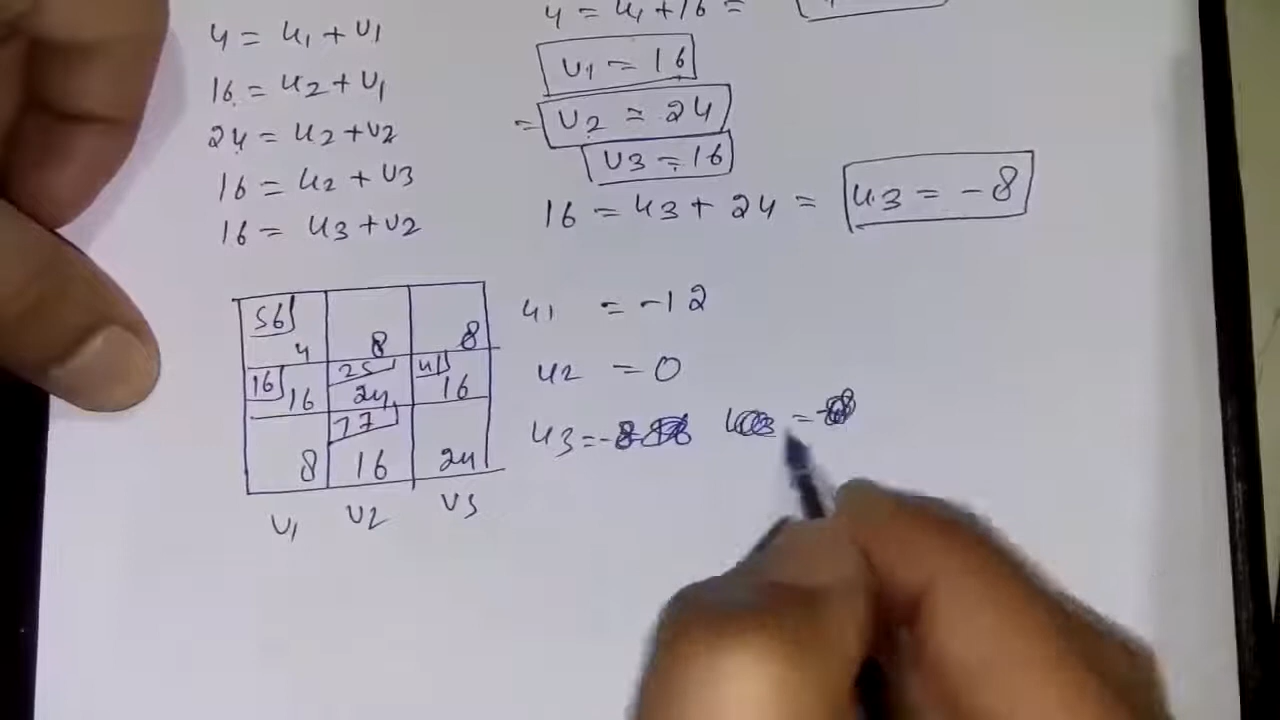 4 = u1 + v1
4 = u1 + 16 =
16 = u2 + v1
v1 = 16
24 = u2 + v2
= v2 = 24
16 = u2 + v3
v3 = 16
16 = u3 + v2
16 = u3 + 24 = u3 = -8
56
4 8 8
u1 = -12
16 25 41
16 24 16
u2 = 0
77
8 16 24
u3 = -8
v1 v2 v3